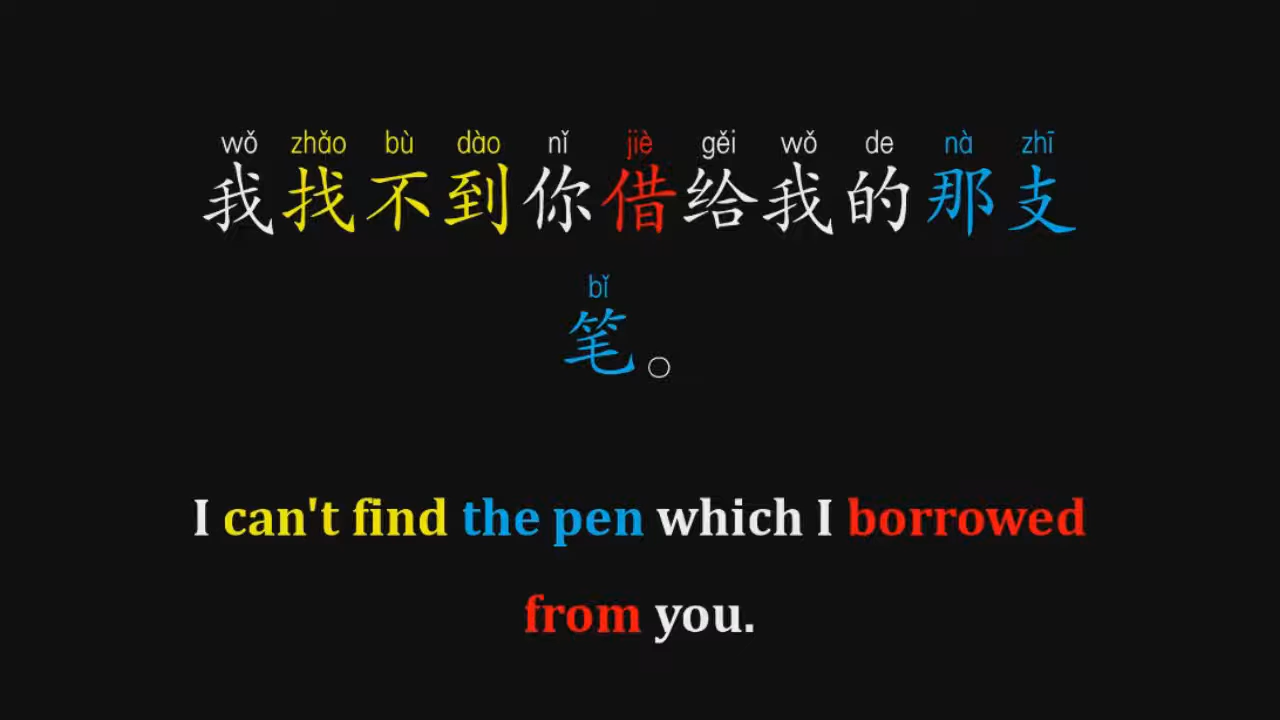 wǒ zhǎo bù dào nǐ jiè gěi wǒ de nà zhī
我找不到你借给我的那支
bǐ
笔。
I can't find the pen which I borrowed
from you.